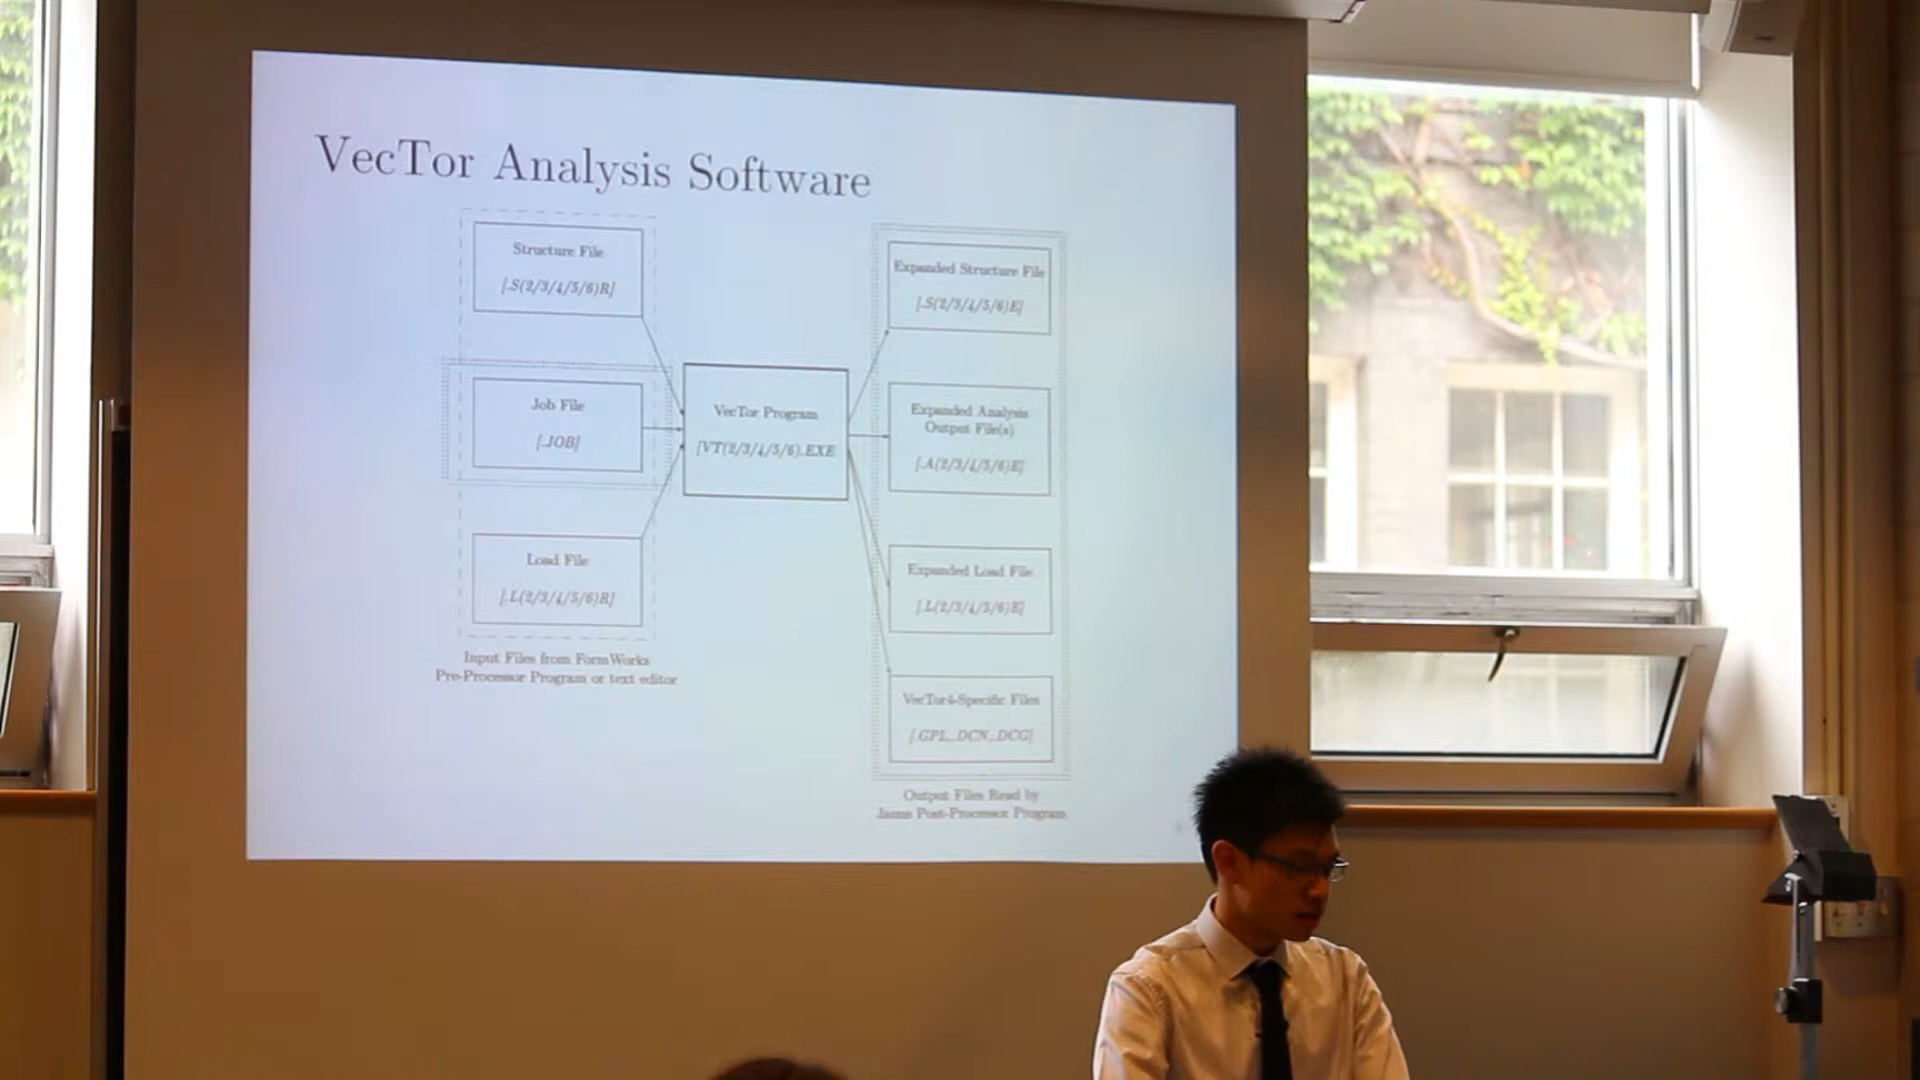 VecTor Analysis Software
Structure File
[.S(2/3/4/5/6)R]
Job File
[.JOB]
Load File
[.L(2/3/4/5/6)R]
Input Files from FormWorks
Pre-Processor Program or text editor
VecTor Program
[VT(2/3/4/5/6).EXE
Expanded Structure File
[.S(2/3/4/5/6)E]
Expanded Analysis
Output File(s)
[.A(2/3/4/5/6)E]
Expanded Load File
[.L(2/3/4/5/6)E]
VecTor4-Specific Files
[.GPL,.DCN,.DCG]
Output Files Read by
Janus Post-Processor Program